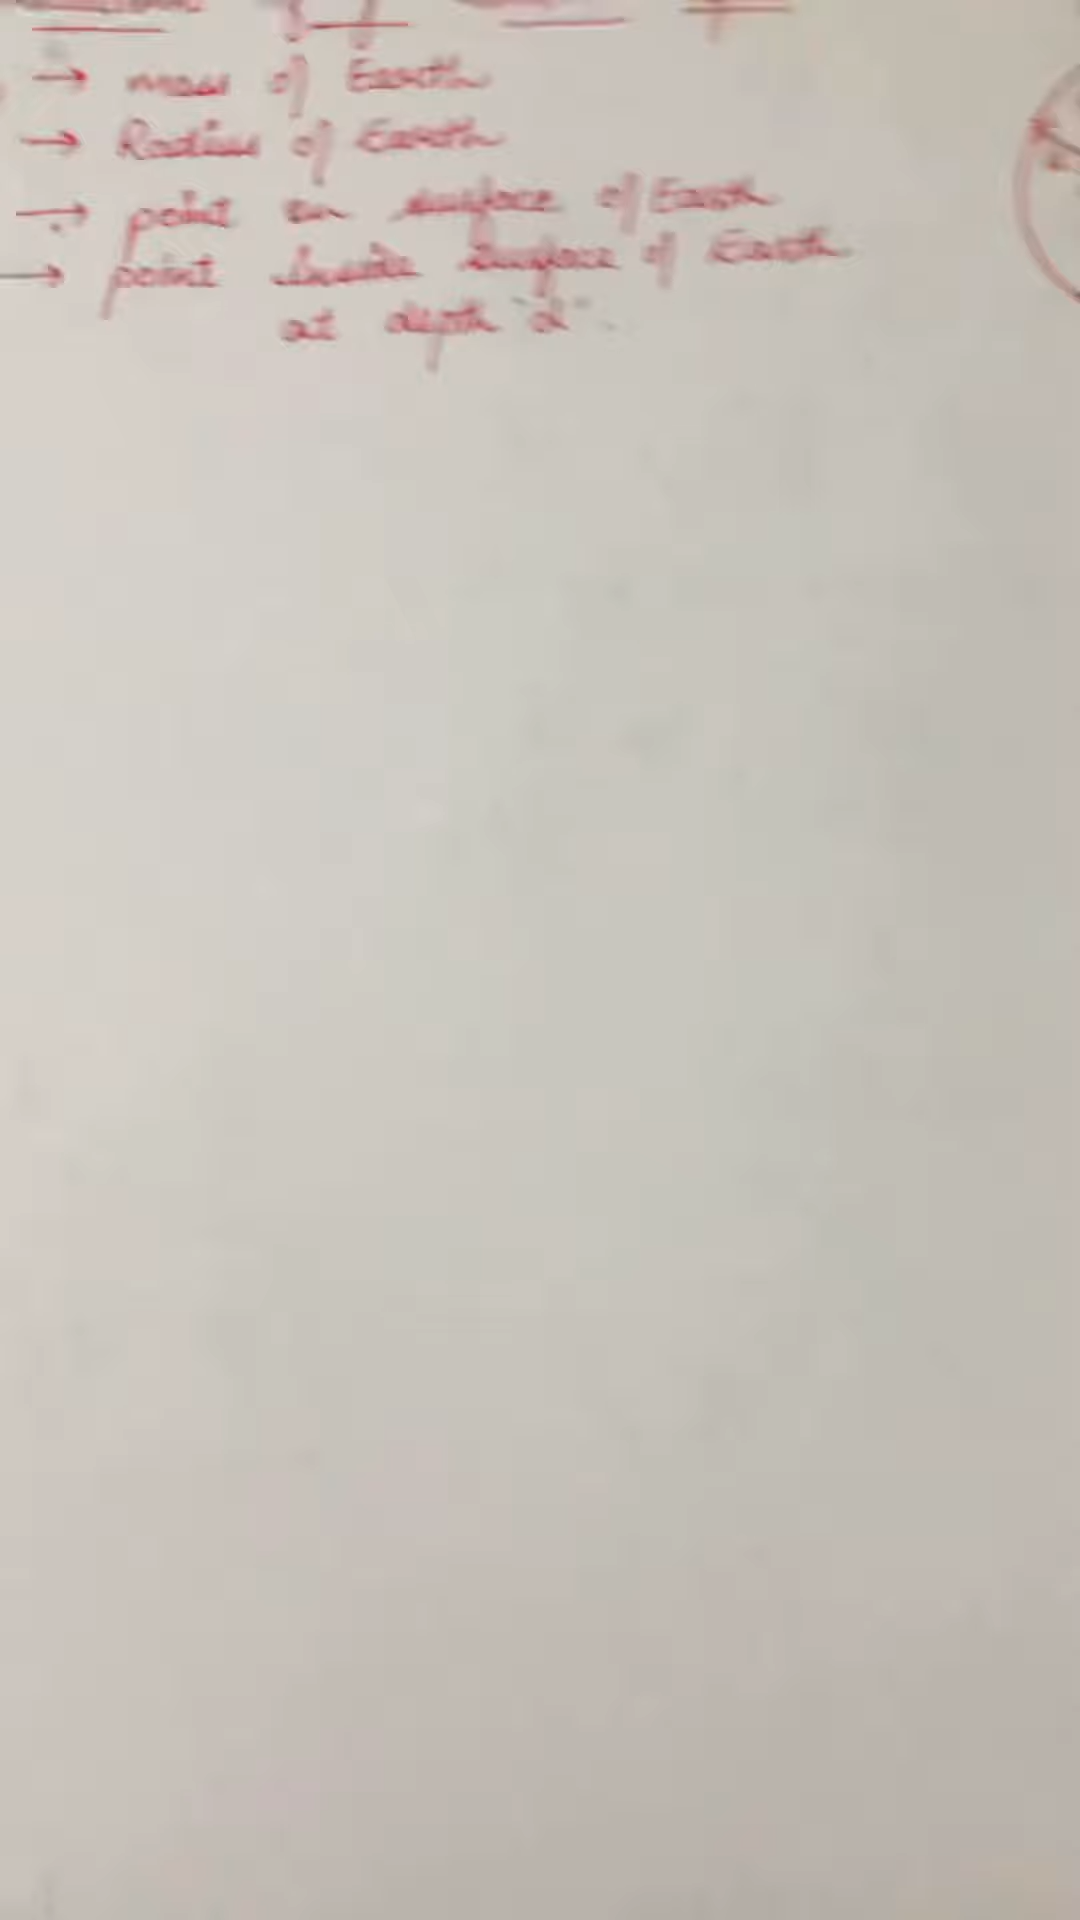 → mass of Earth
→ Radius of Earth
→ point on surface of Earth
→ point inside surface of Earth
at depth "d".